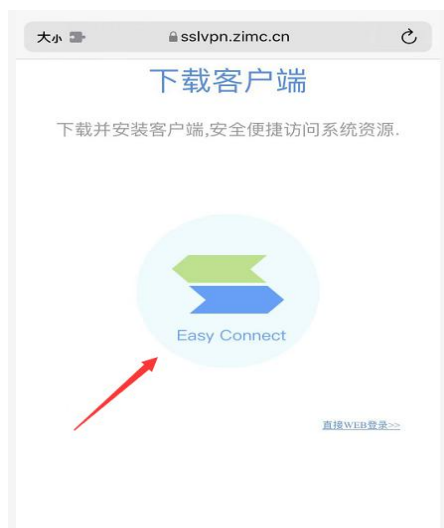 大小 sslvpn.zimc.cn
下载客户端
下载并安装客户端,安全便捷访问系统资源.
Easy Connect
直接WEB登录>>